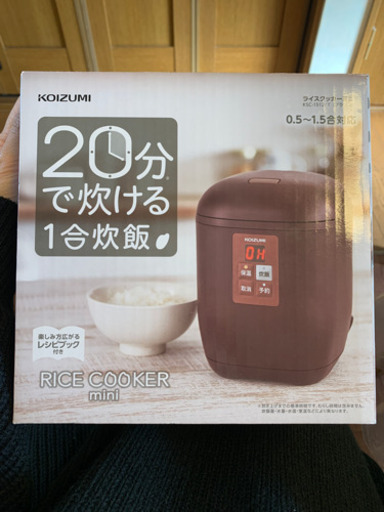 KOIZUMI
ライスクッカーミニ
0.5～1.5合対応
20分
で炊ける
1合炊飯
KOIZUMI
0H
保温
炊飯
取消
予約
楽しみ方広がる
レシピブック
付き
RICE COOKER
mini